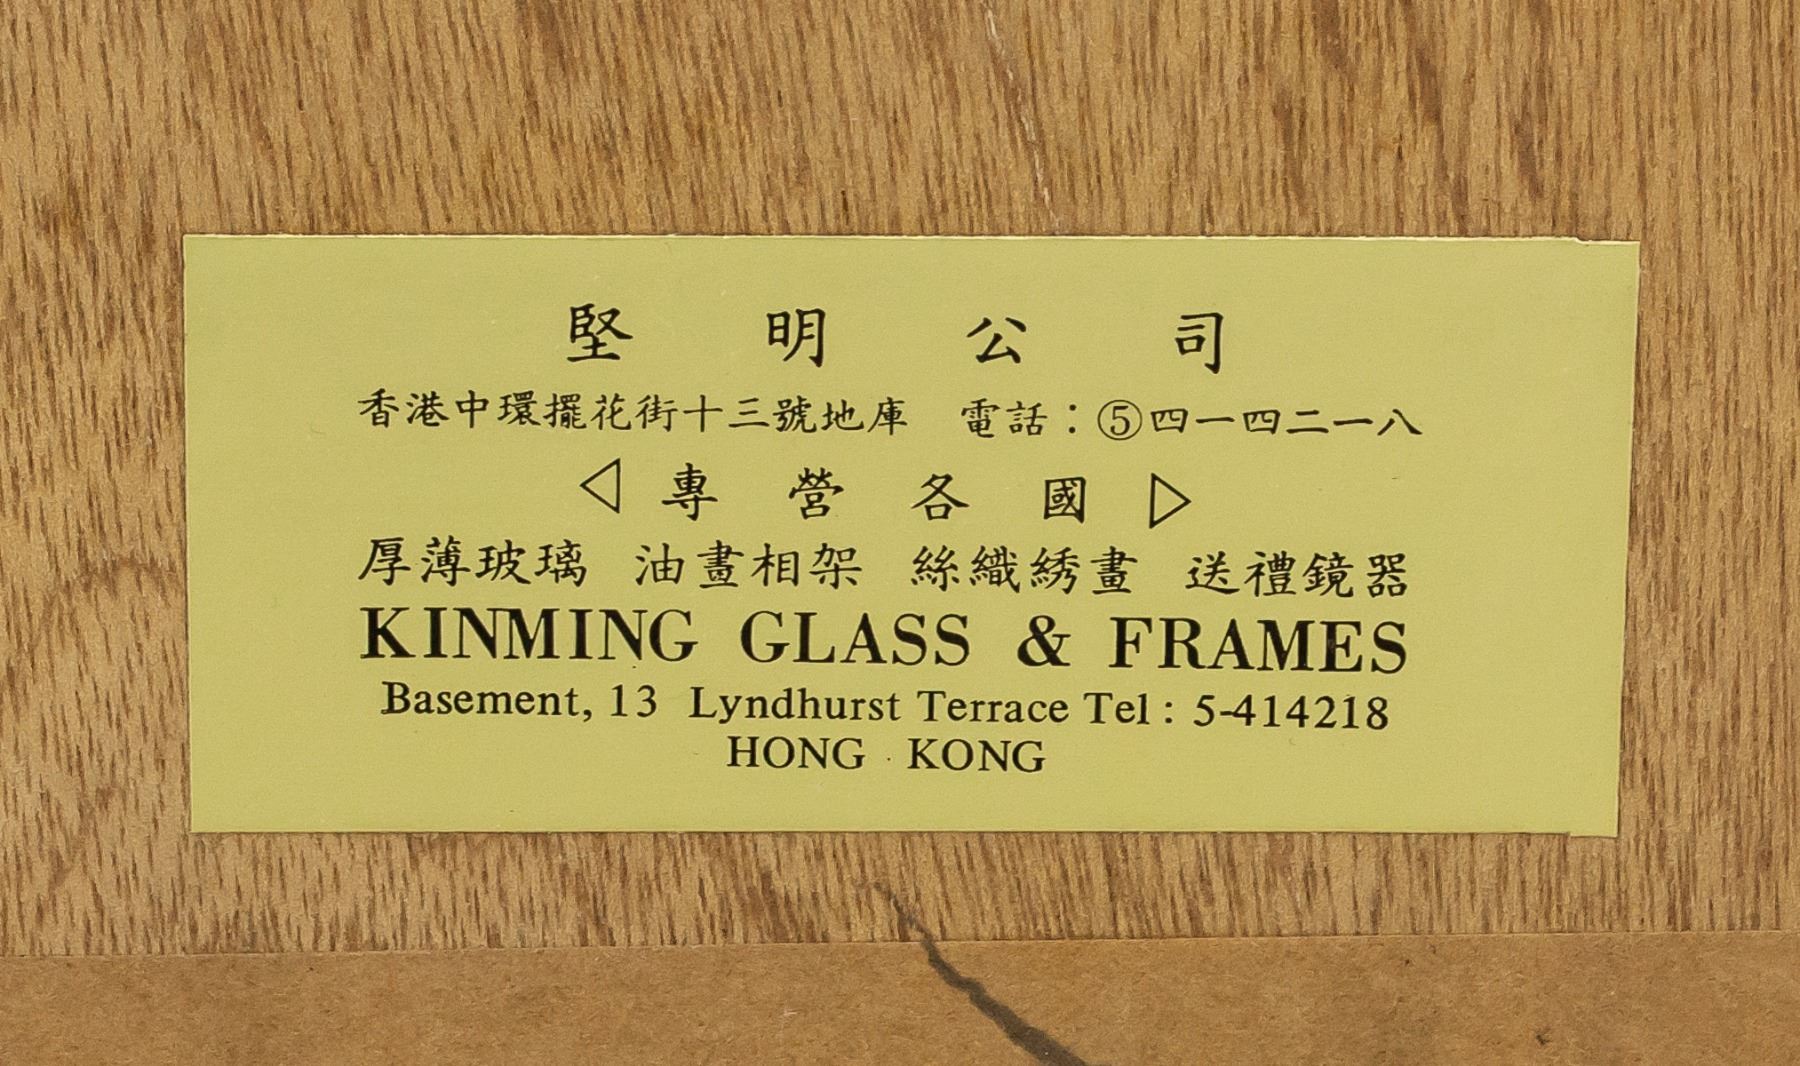 堅明公司
香港中環擺花街十三號地庫 電話：⑤四一四二一八
◁ 專營各國 ▷
厚薄玻璃 油畫相架 絲織綉畫 送禮鏡器
KINMING GLASS & FRAMES
Basement, 13 Lyndhurst Terrace Tel : 5-414218
HONG KONG